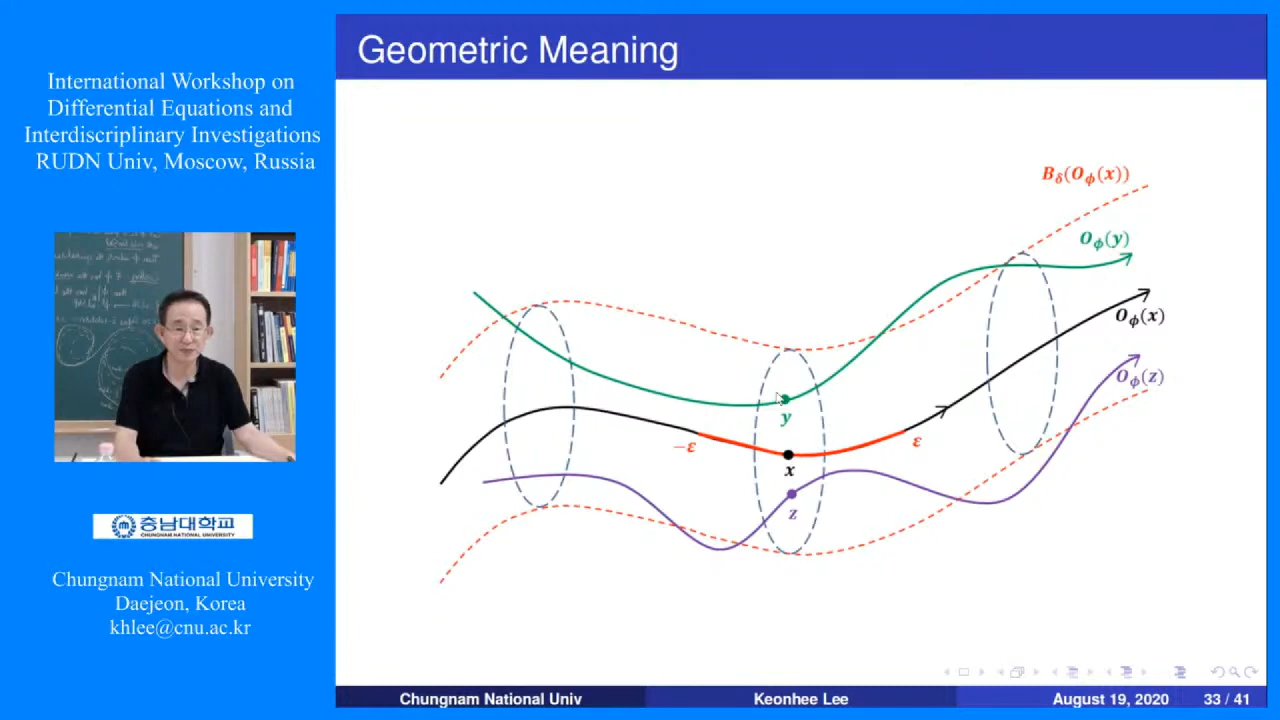 International Workshop on
Differential Equations and
Interdisciplinary Investigations
RUDN Univ, Moscow, Russia
충남대학교
CHUNGNAM NATIONAL UNIVERSITY
Chungnam National University
Daejeon, Korea
khlee@cnu.ac.kr
Geometric Meaning
B_δ(O_ϕ(x))
O_ϕ(y)
O_ϕ(x)
O_ϕ(z)
y
−ε
ε
x
z
Chungnam National Univ
Keonhee Lee
August 19, 2020
33 / 41